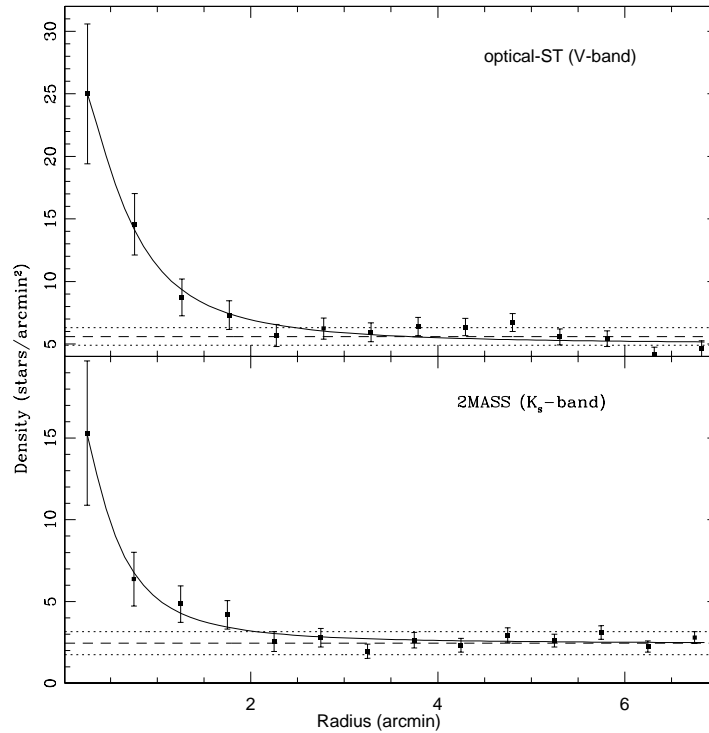 30
25
20
15
10
5
optical-ST (V-band)
15
10
5
0
2MASS (Kₛ-band)
Density (stars/arcmin²)
2 4 6
Radius (arcmin)